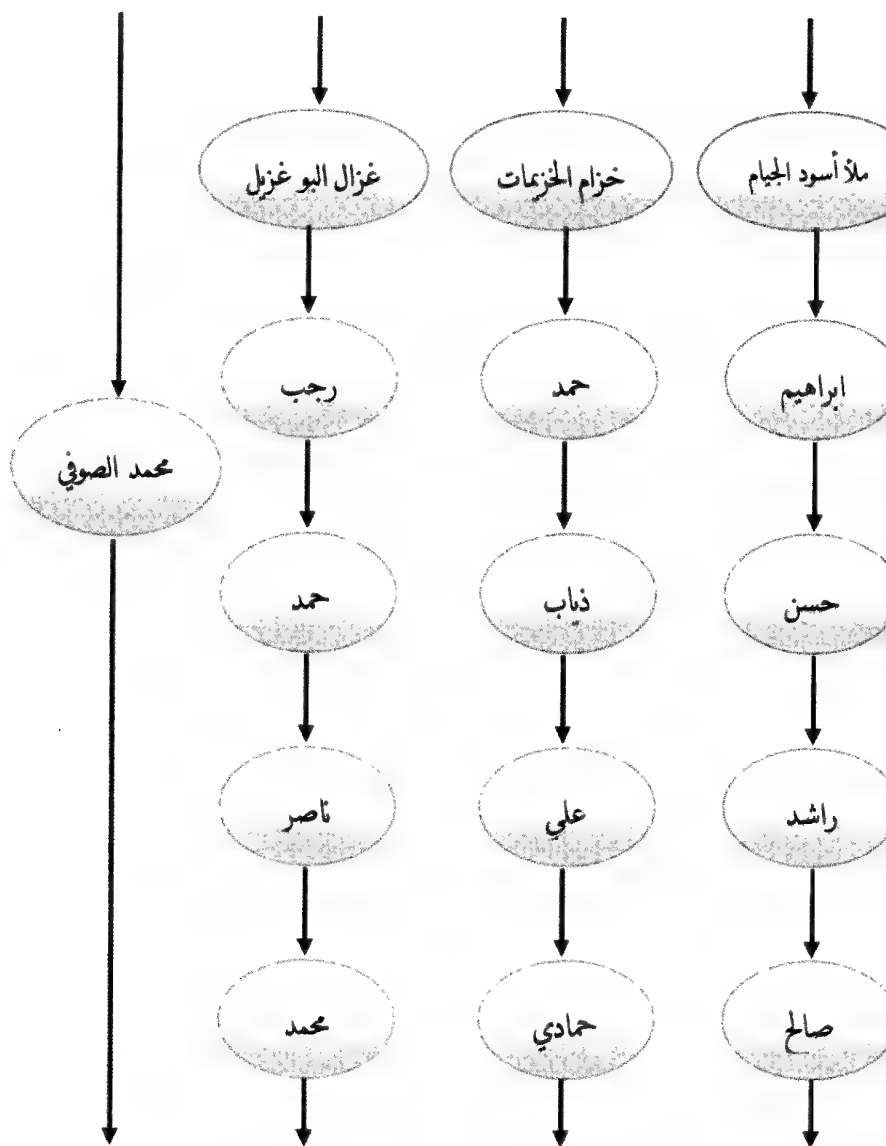 ملأ أسود الجيام
خزام الخزيمات
غزال البو غزيل
ابراهيم
حمد
رجب
محمد الصوفي
حسن
ذياب
حمد
راشد
علي
ناصر
صالح
حمادي
محمد